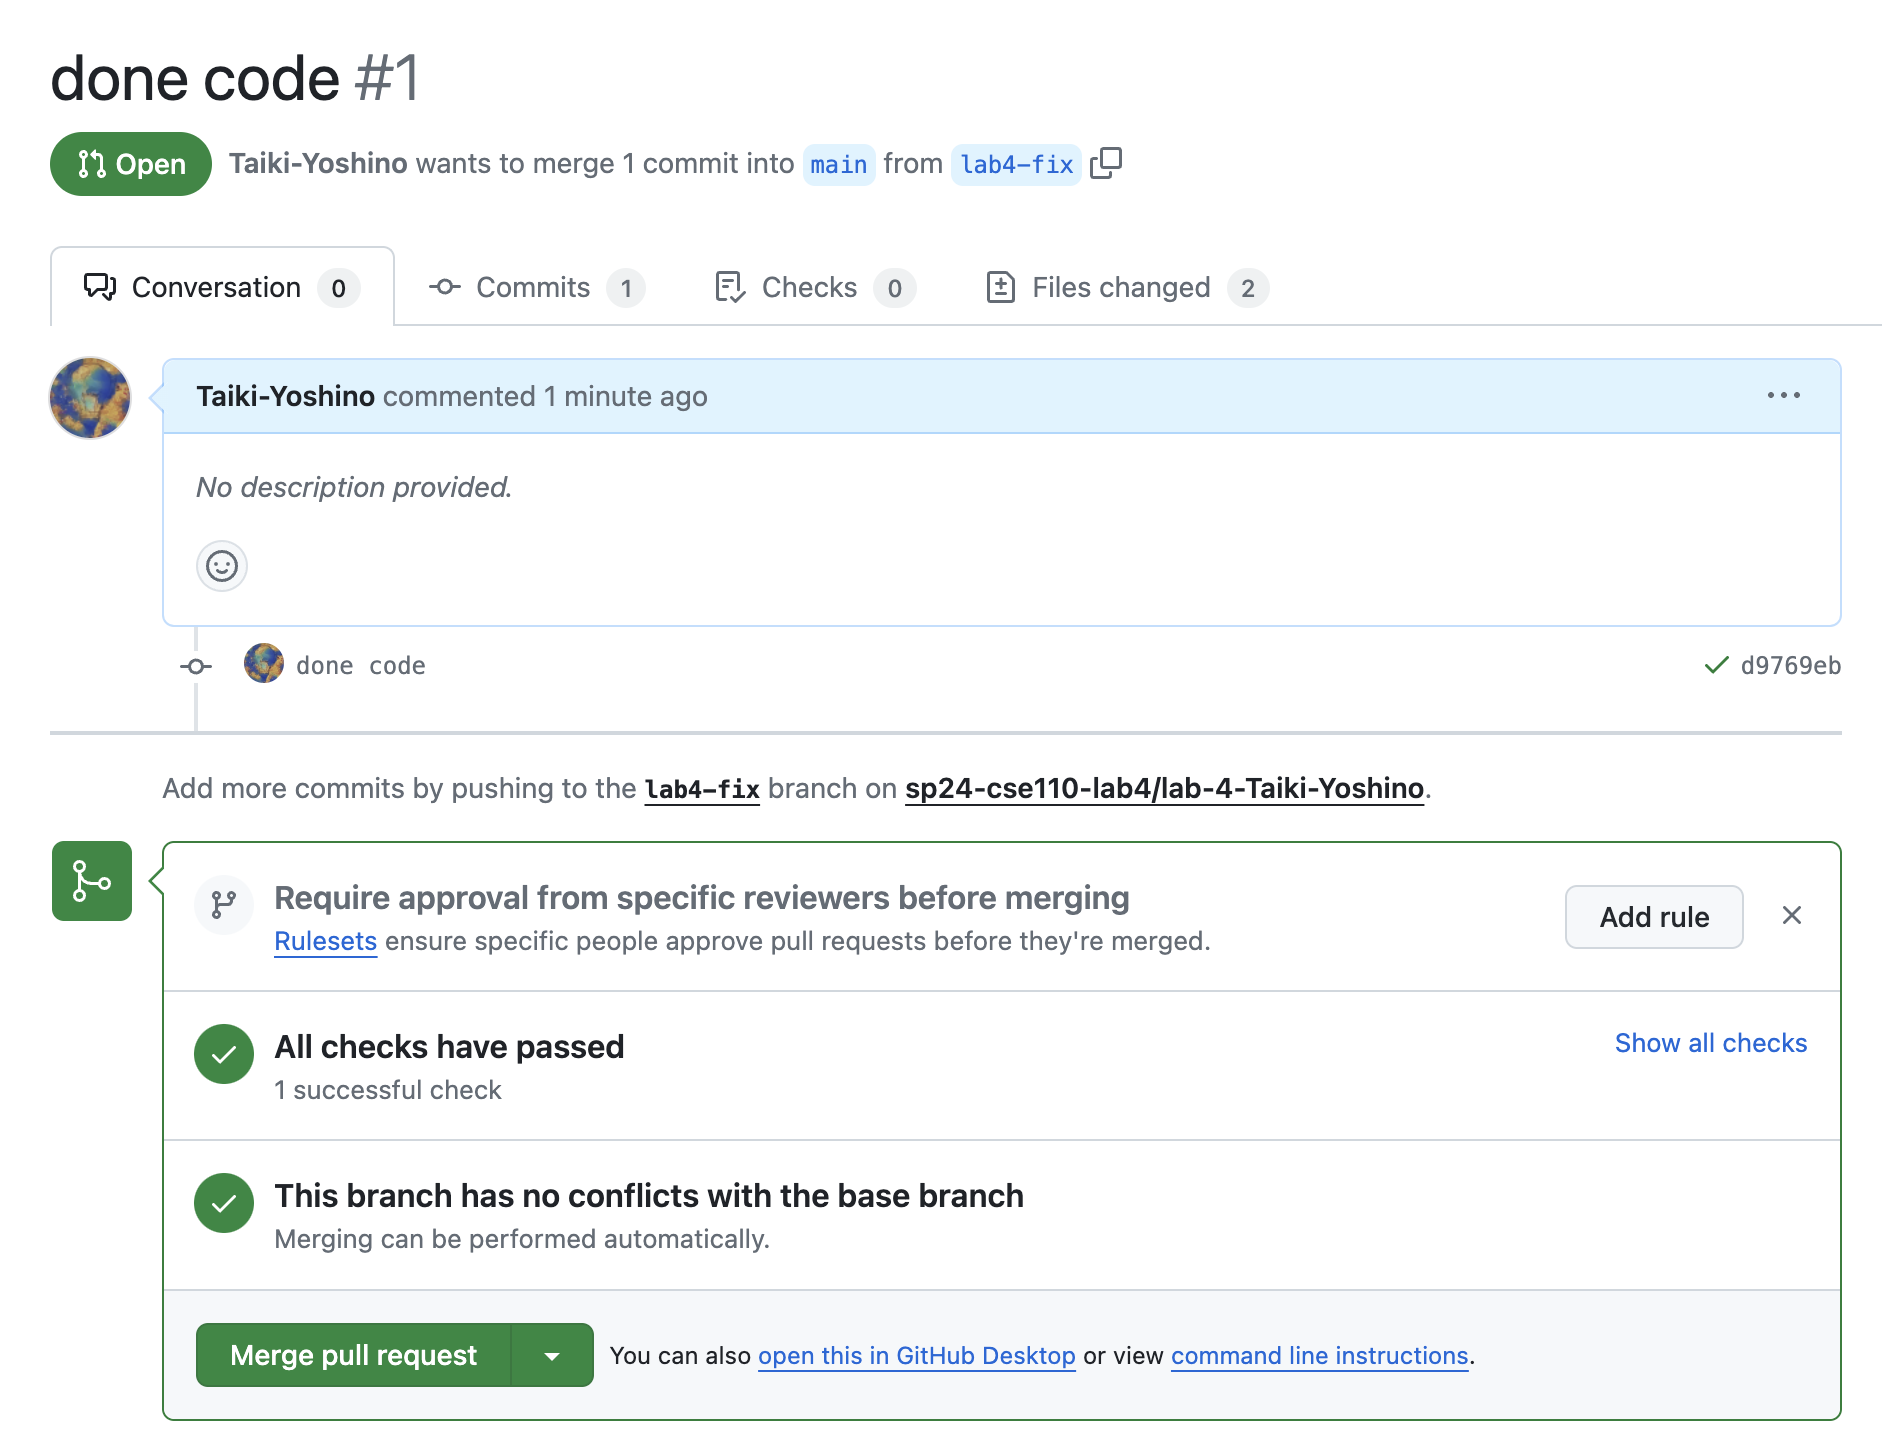 done code #1
Open Taiki-Yoshino wants to merge 1 commit into main from lab4-fix
Conversation 0 Commits 1 Checks 0 Files changed 2
Taiki-Yoshino commented 1 minute ago
No description provided.
done code d9769eb
Add more commits by pushing to the lab4-fix branch on sp24-cse110-lab4/lab-4-Taiki-Yoshino.
Require approval from specific reviewers before merging
Rulesets ensure specific people approve pull requests before they're merged.
Add rule
All checks have passed
1 successful check
Show all checks
This branch has no conflicts with the base branch
Merging can be performed automatically.
Merge pull request You can also open this in GitHub Desktop or view command line instructions.